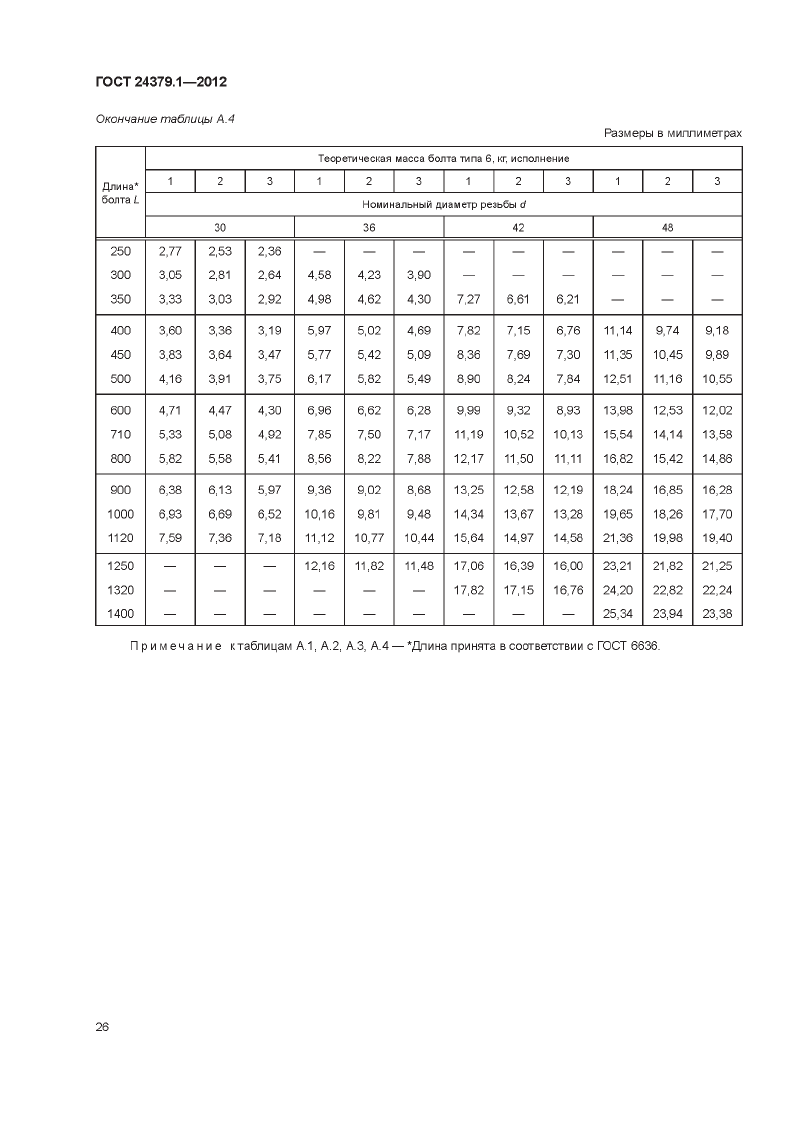 ГОСТ 24379.1—2012
Окончание таблицы А.4
Размеры в миллиметрах
Длина* болта L
Теоретическая масса болта типа 6, кг, исполнение
1 2 3 1 2 3 1 2 3 1 2 3
Номинальный диаметр резьбы d
30 36 42 48
250 2,77 2,53 2,36 — — — — — — — — —
300 3,05 2,81 2,64 4,58 4,23 3,90 — — — — — —
350 3,33 3,03 2,92 4,98 4,62 4,30 7,27 6,61 6,21 — — —
400 3,60 3,36 3,19 5,97 5,02 4,69 7,82 7,15 6,76 11,14 9,74 9,18
450 3,83 3,64 3,47 5,77 5,42 5,09 8,36 7,69 7,30 11,35 10,45 9,89
500 4,16 3,91 3,75 6,17 5,82 5,49 8,90 8,24 7,84 12,51 11,16 10,55
600 4,71 4,47 4,30 6,96 6,62 6,28 9,99 9,32 8,93 13,98 12,53 12,02
710 5,33 5,08 4,92 7,85 7,50 7,17 11,19 10,52 10,13 15,54 14,14 13,58
800 5,82 5,58 5,41 8,56 8,22 7,88 12,17 11,50 11,11 16,82 15,42 14,86
900 6,38 6,13 5,97 9,36 9,02 8,68 13,25 12,58 12,19 18,24 16,85 16,28
1000 6,93 6,69 6,52 10,16 9,81 9,48 14,34 13,67 13,28 19,65 18,26 17,70
1120 7,59 7,36 7,18 11,12 10,77 10,44 15,64 14,97 14,58 21,36 19,98 19,40
1250 — — — 12,16 11,82 11,48 17,06 16,39 16,00 23,21 21,82 21,25
1320 — — — — — — 17,82 17,15 16,76 24,20 22,82 22,24
1400 — — — — — — — — — 25,34 23,94 23,38
Примечание к таблицам А.1, А.2, А.3, А.4 — *Длина принята в соответствии с ГОСТ 6636.
26